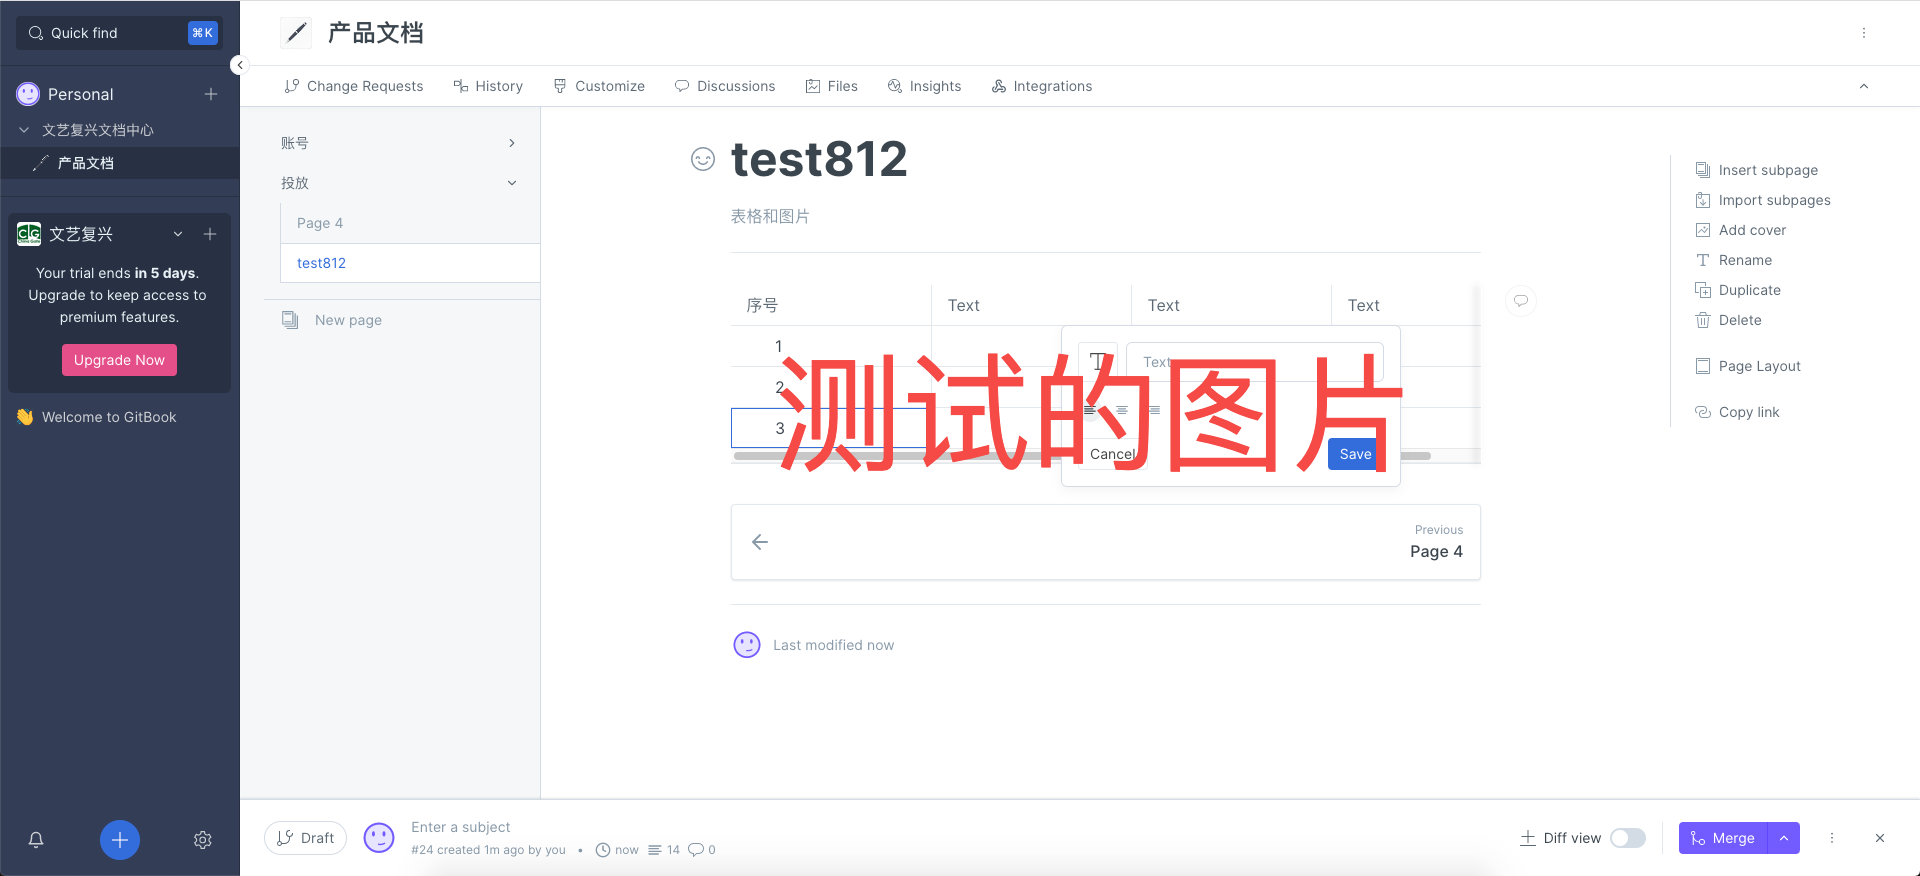 Quick find
⌘K
Personal
文艺复兴文档中心
产品文档
CG
文艺复兴
Your trial ends in 5 days.
Upgrade to keep access to
premium features.
Upgrade Now
👋 Welcome to GitBook
产品文档
Change Requests
History
Customize
Discussions
Files
Insights
Integrations
账号
投放
Page 4
test812
New page
test812
表格和图片
序号
Text
Text
Text
1
2
3
Text
Cancel
Save
测试的图片
Previous
Page 4
Last modified now
Insert subpage
Import subpages
Add cover
Rename
Duplicate
Delete
Page Layout
Copy link
Draft
Enter a subject
#24 created 1m ago by you • now 14 0
Diff view
Merge